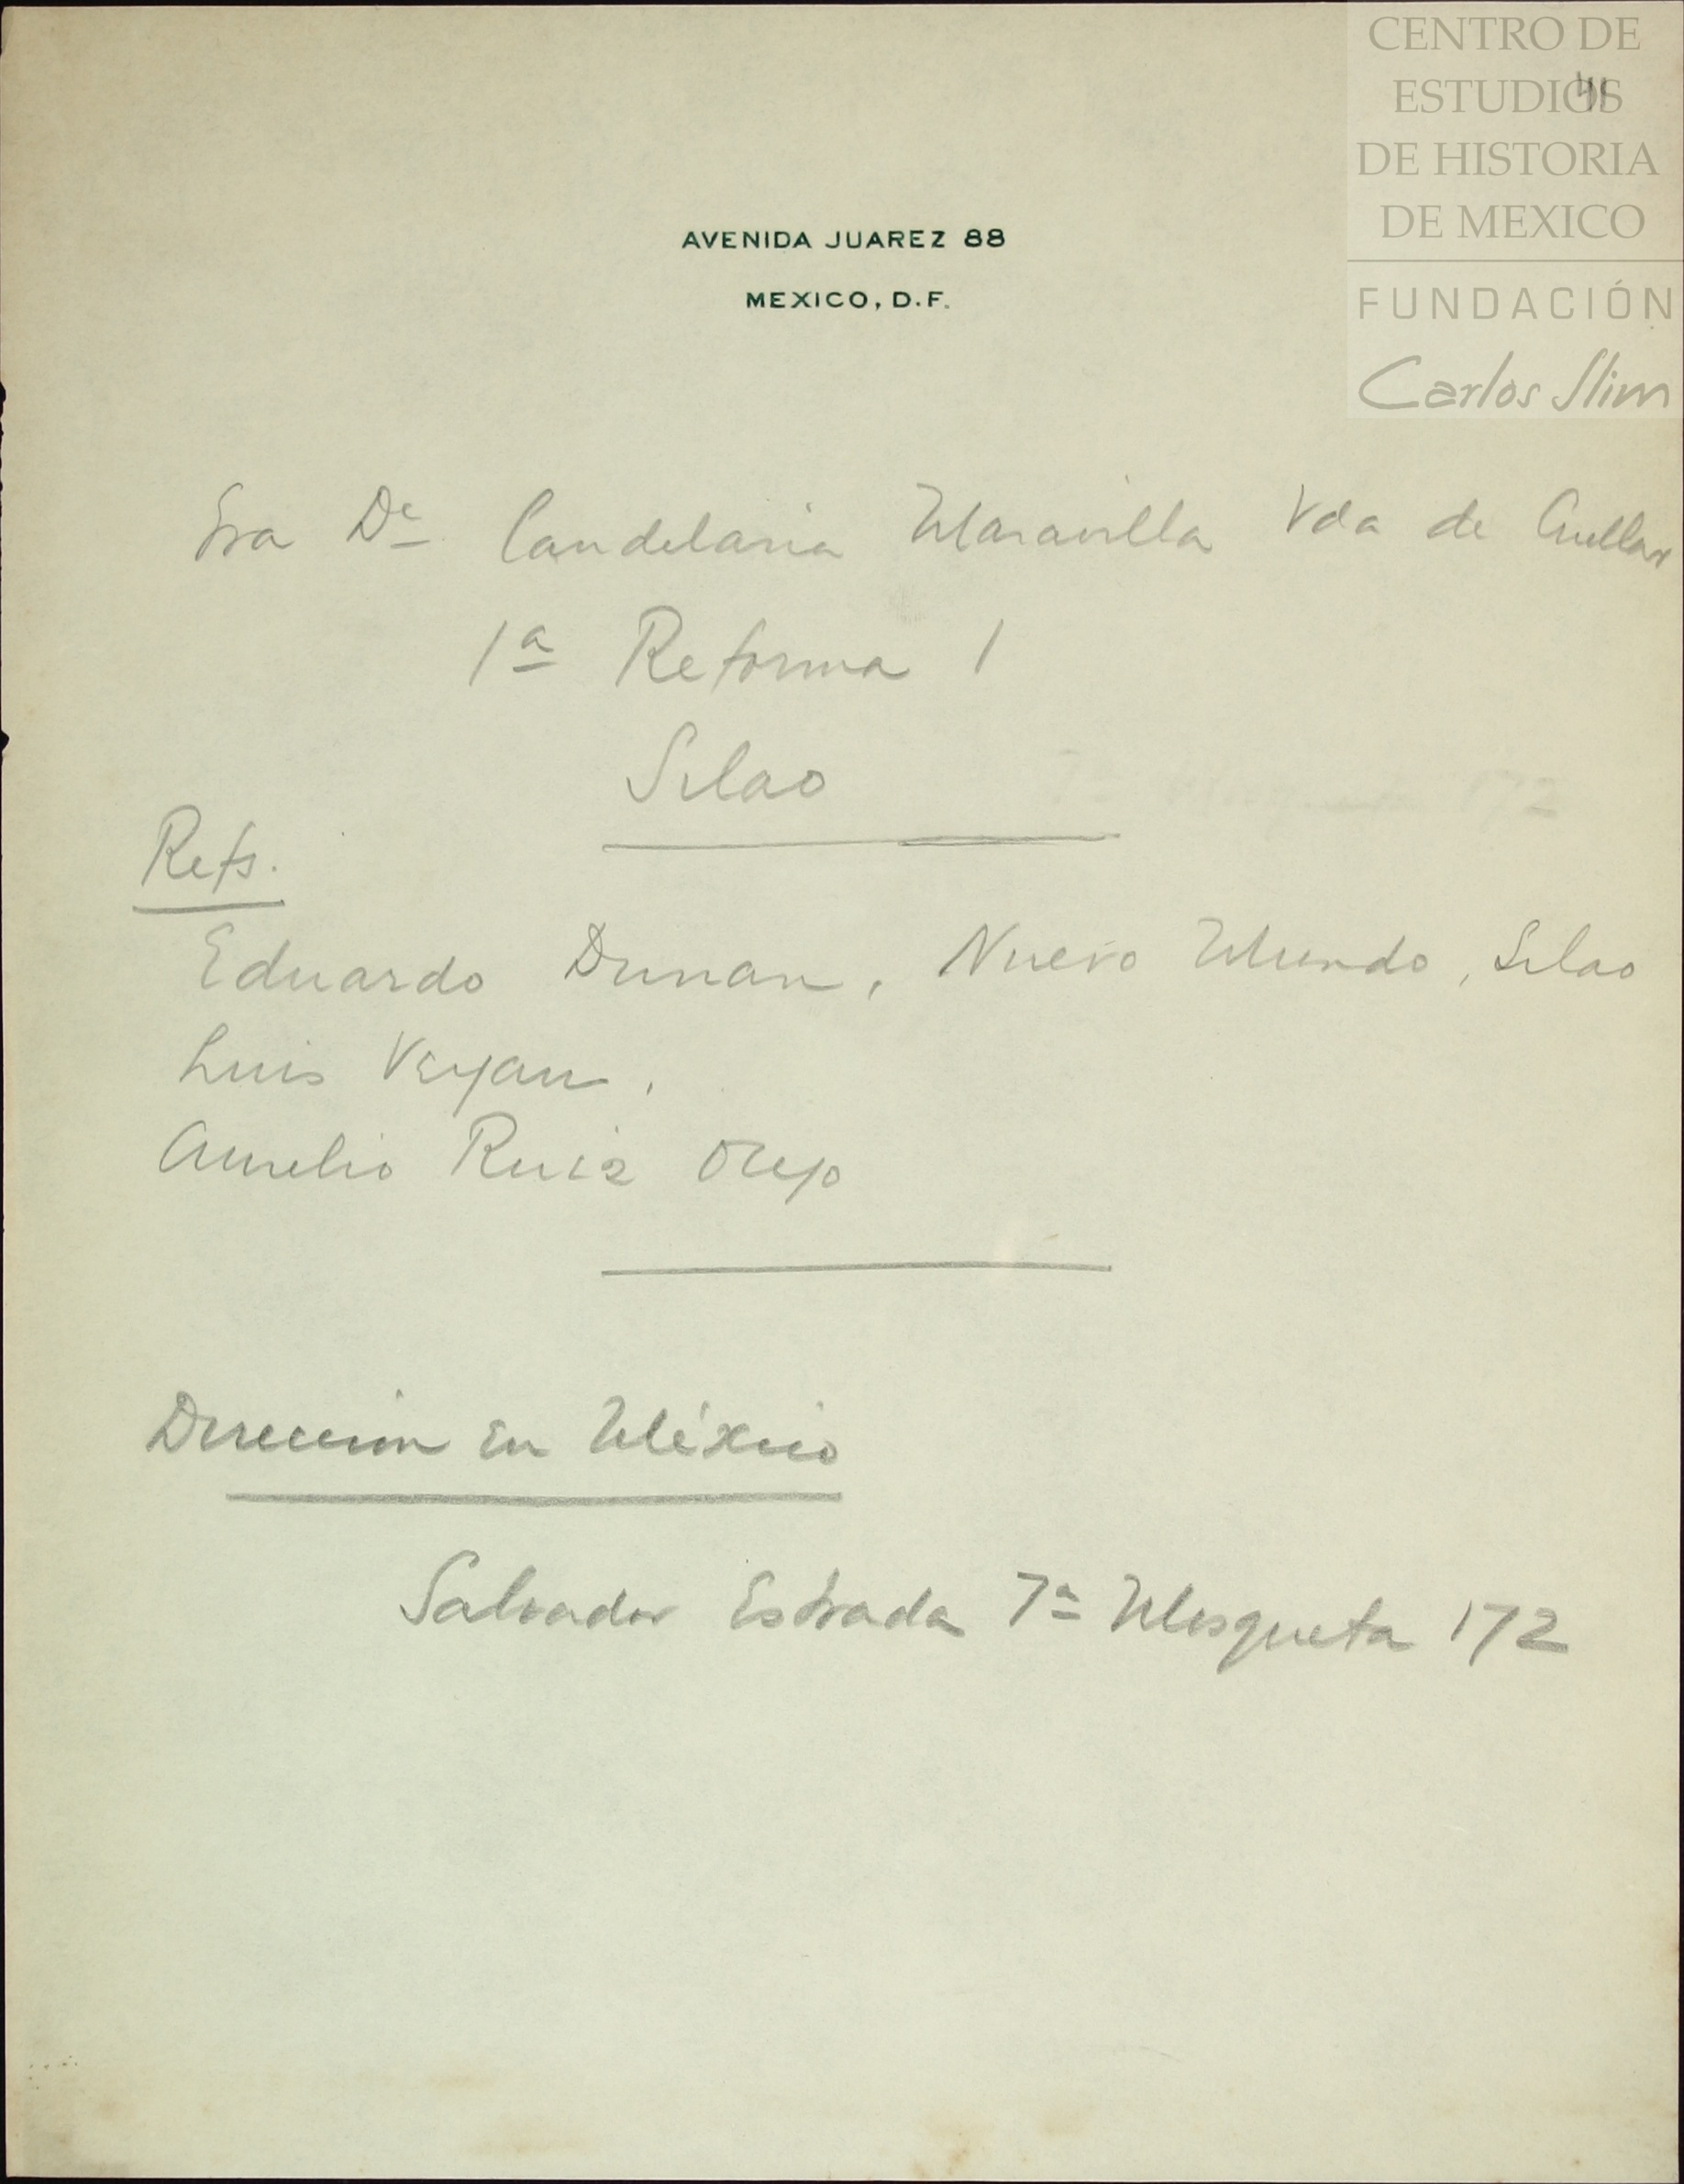 CENTRO DE
ESTUDIOS
DE HISTORIA
DE MEXICO
FUNDACIÓN
Carlos Slim
41
AVENIDA JUAREZ 88
MEXICO, D.F.
Sra Da Candelaria Maravilla Vda de Cuellar
1a Reforma 1
Silao
Refs.
Eduardo Dunan, Nuevo Mundo, Silao
Luis Veyan,
Aurelio Ruiz
Direccion en México
Salvador Estrada 7a Mosqueta 172